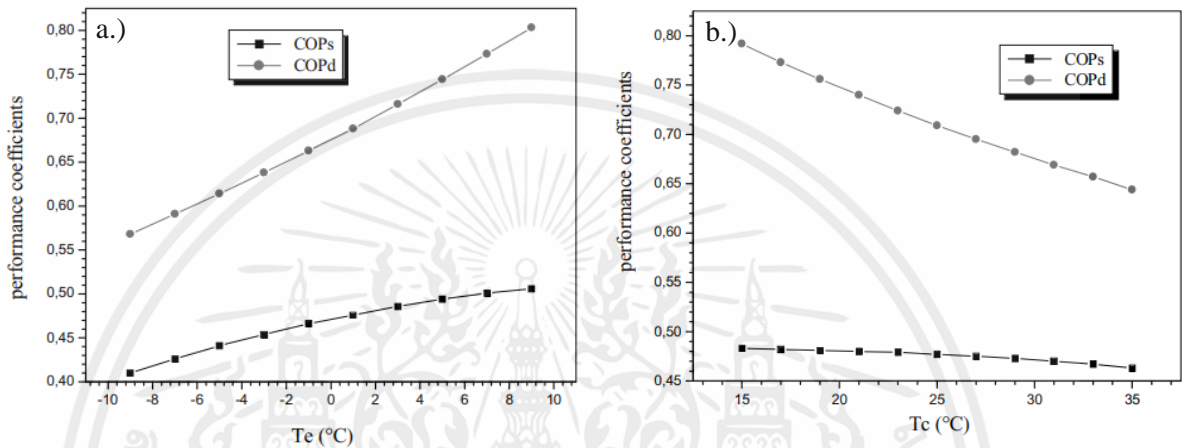 a.)
COPs
COPd
performance coefficients
0,80
0,75
0,70
0,65
0,60
0,55
0,50
0,45
0,40
-10 -8 -6 -4 -2 0 2 4 6 8 10
Te (°C)
b.)
COPs
COPd
performance coefficients
0,80
0,75
0,70
0,65
0,60
0,55
0,50
0,45
15 20 25 30 35
Tc (°C)